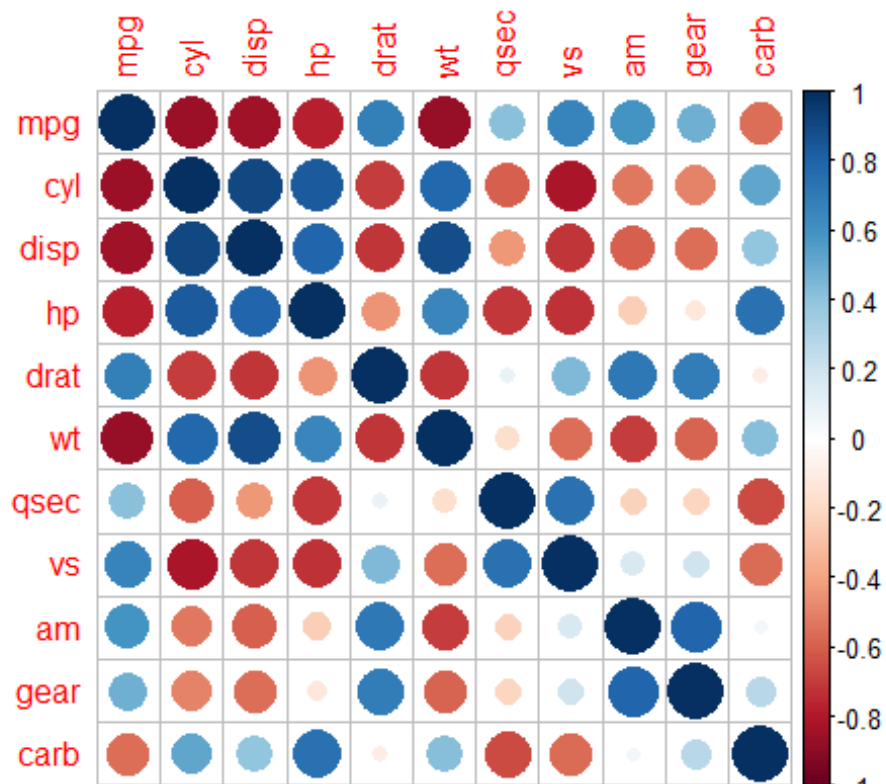 mpg cyl disp hp drat wt qsec vs am gear carb
mpg
cyl
disp
hp
drat
wt
qsec
vs
am
gear
carb
1
0.8
0.6
0.4
0.2
0
-0.2
-0.4
-0.6
-0.8
-1